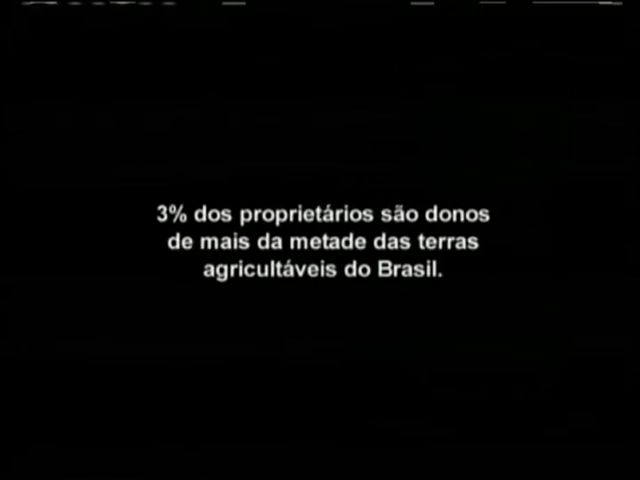 3% dos proprietários são donos
de mais da metade das terras
agricultáveis do Brasil.